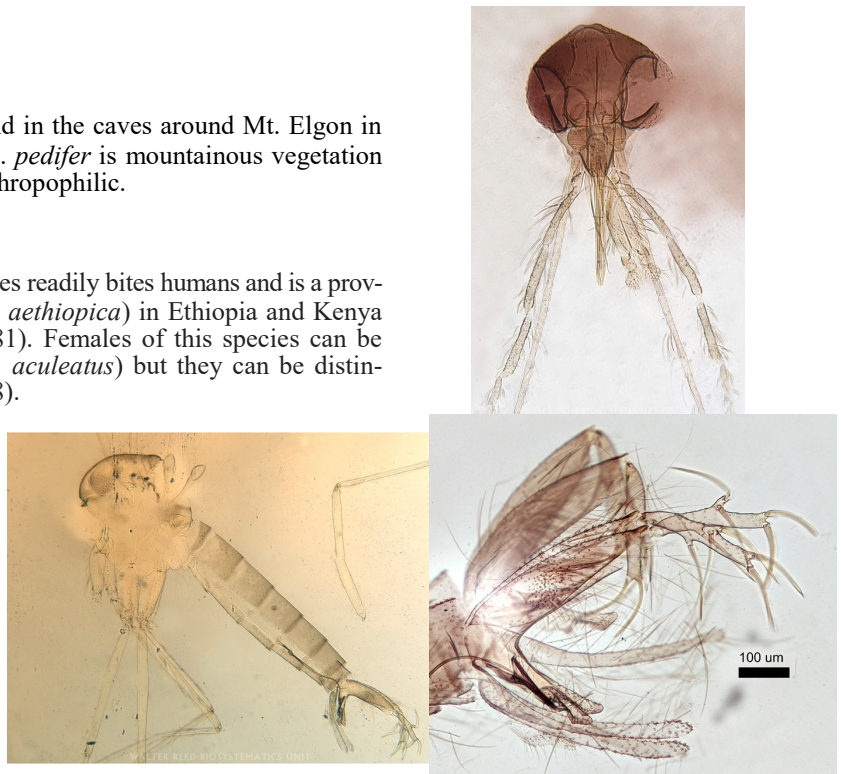 d in the caves around Mt. Elgon in
. pedifer is mountainous vegetation
hropophilic.
es readily bites humans and is a prov-
aethiopica) in Ethiopia and Kenya
81). Females of this species can be
aculeatus) but they can be distin-
8).
100 um
WALTER REED BIOSYSTEMATICS UNIT